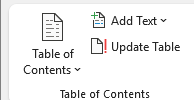 Table of
Contents
Add Text
Update Table
Table of Contents